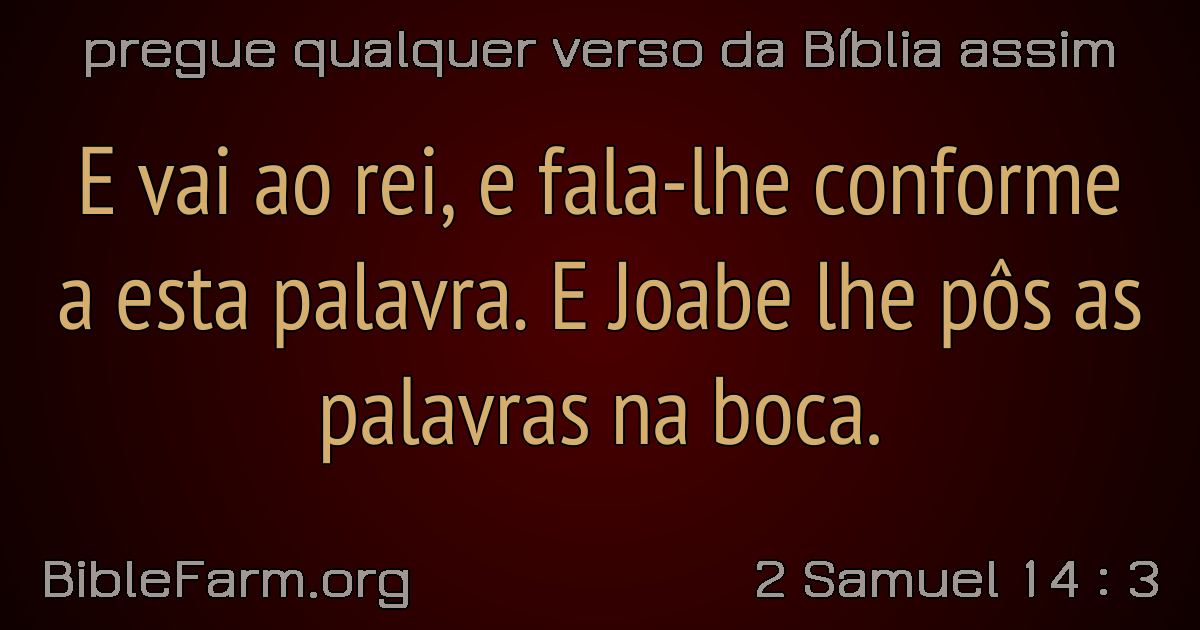 pregue qualquer verso da Bíblia assim
E vai ao rei, e fala-lhe conforme
a esta palavra. E Joabe lhe pôs as
palavras na boca.
BibleFarm.org
2 Samuel 14 : 3